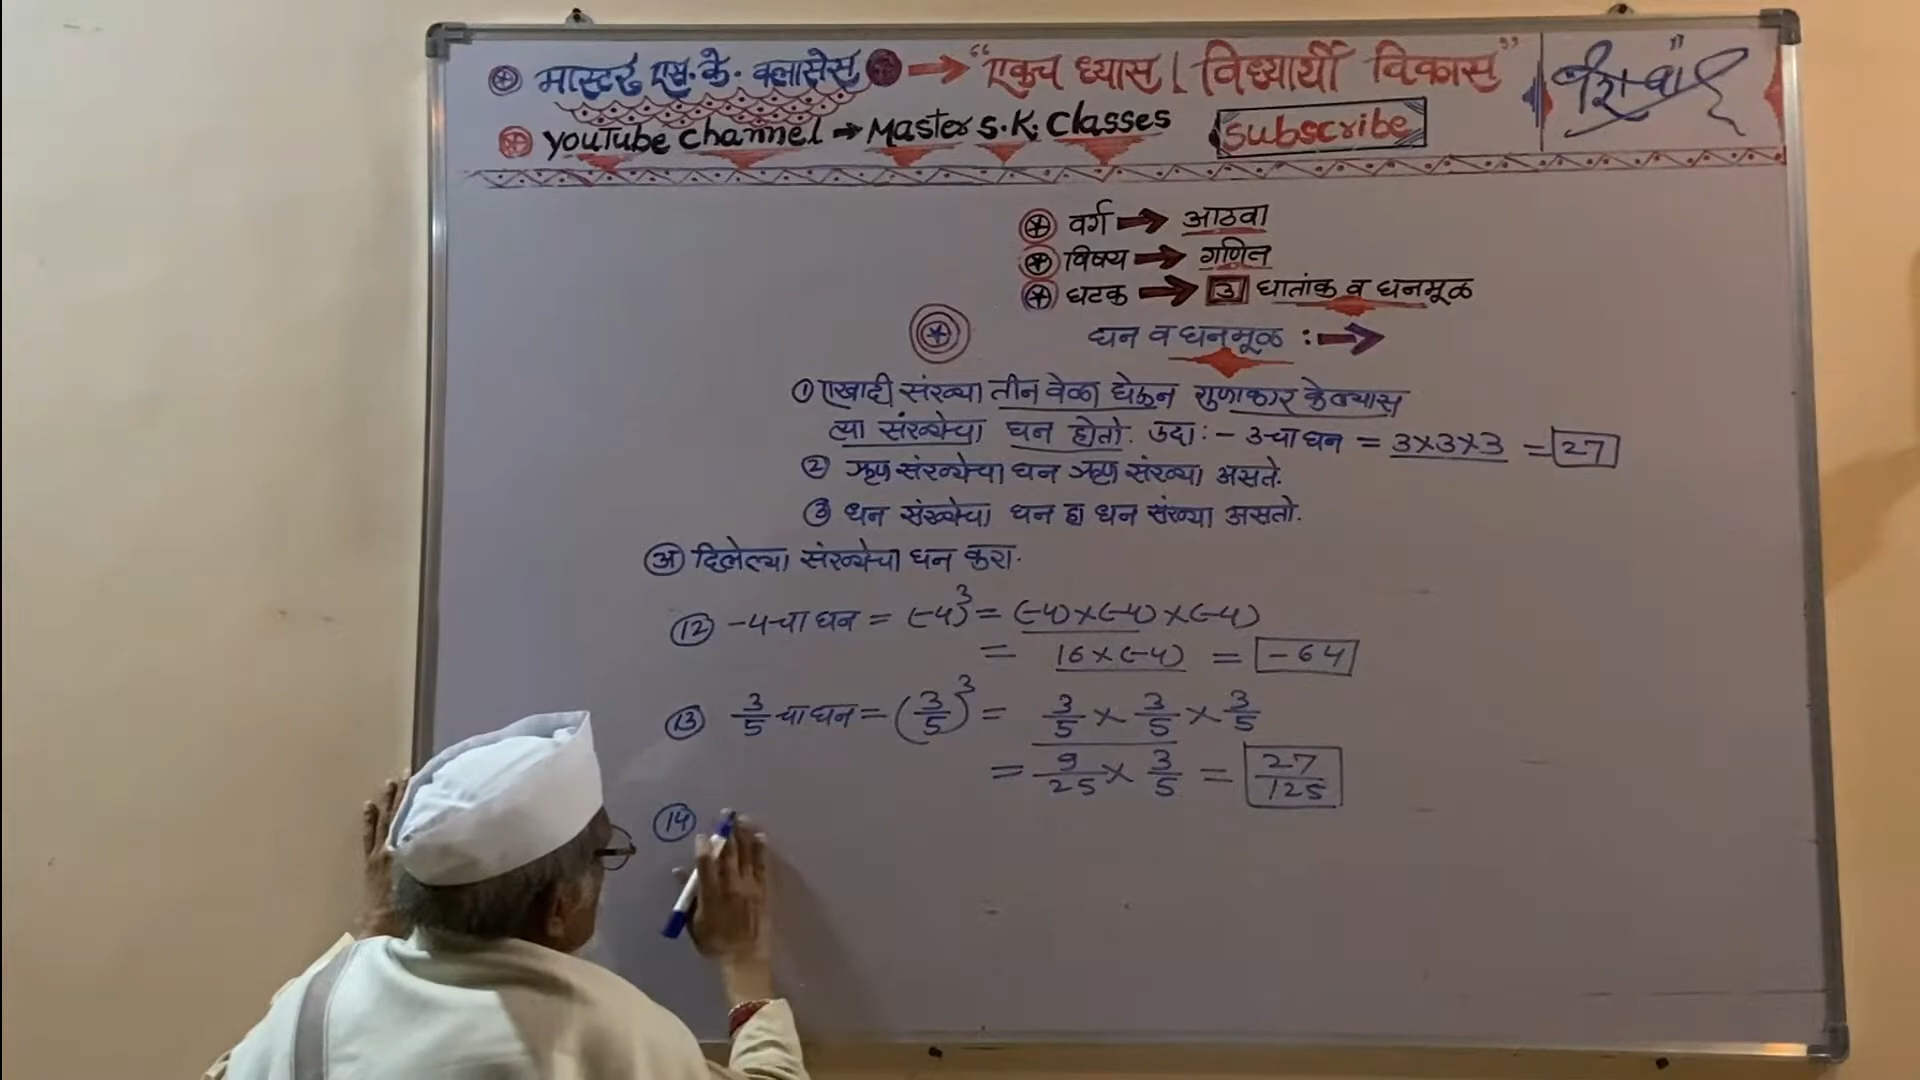 मास्टर एस.के. क्लासेस → "एकच ध्यास। विद्यार्थी विकास"
YouTube Channel → Master S.K. Classes Subscribe
वर्ग → आठवा
विषय → गणित
घटक → 3 घातांक व घनमूळ
घन व घनमूळ : →
① एखादी संख्या तीन वेळा घेऊन गुणाकार केल्यास
त्या संख्येचा घन होतो. उदा :- 3 चा घन = 3×3×3 = 27
② ऋण संख्येचा घन ऋण संख्या असते.
③ धन संख्येचा घन हा धन संख्या असतो.
अ दिलेल्या संख्येचा घन करा.
12 -4 चा घन = (-4)³ = (-4)×(-4)×(-4)
= 16×(-4) = -64
13 3/5 चा घन = (3/5)³ = 3/5 × 3/5 × 3/5
= 9/25 × 3/5 = 27/125
14